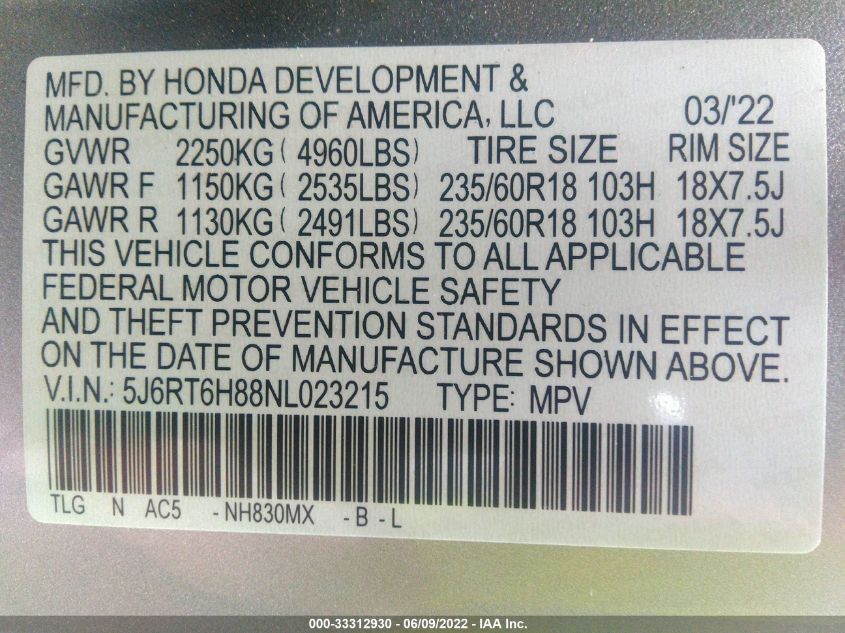 MFD. BY HONDA DEVELOPMENT &
MANUFACTURING OF AMERICA, LLC 03/'22
GVWR 2250KG ( 4960LBS) TIRE SIZE RIM SIZE
GAWR F 1150KG ( 2535LBS) 235/60R18 103H 18X7.5J
GAWR R 1130KG ( 2491LBS) 235/60R18 103H 18X7.5J
THIS VEHICLE CONFORMS TO ALL APPLICABLE
FEDERAL MOTOR VEHICLE SAFETY
AND THEFT PREVENTION STANDARDS IN EFFECT
ON THE DATE OF MANUFACTURE SHOWN ABOVE.
V.I.N.: 5J6RT6H88NL023215 TYPE: MPV
TLG N AC5 - NH830MX - B - L
000-33312930 - 06/09/2022 - IAA Inc.